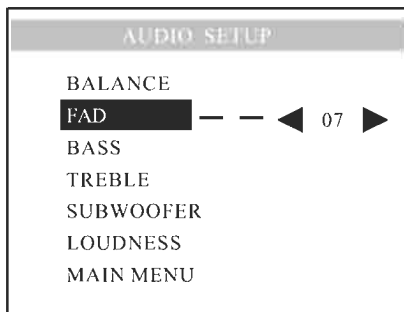 AUDIO SETUP
BALANCE
FAD — — ◀ 07 ▶
BASS
TREBLE
SUBWOOFER
LOUDNESS
MAIN MENU